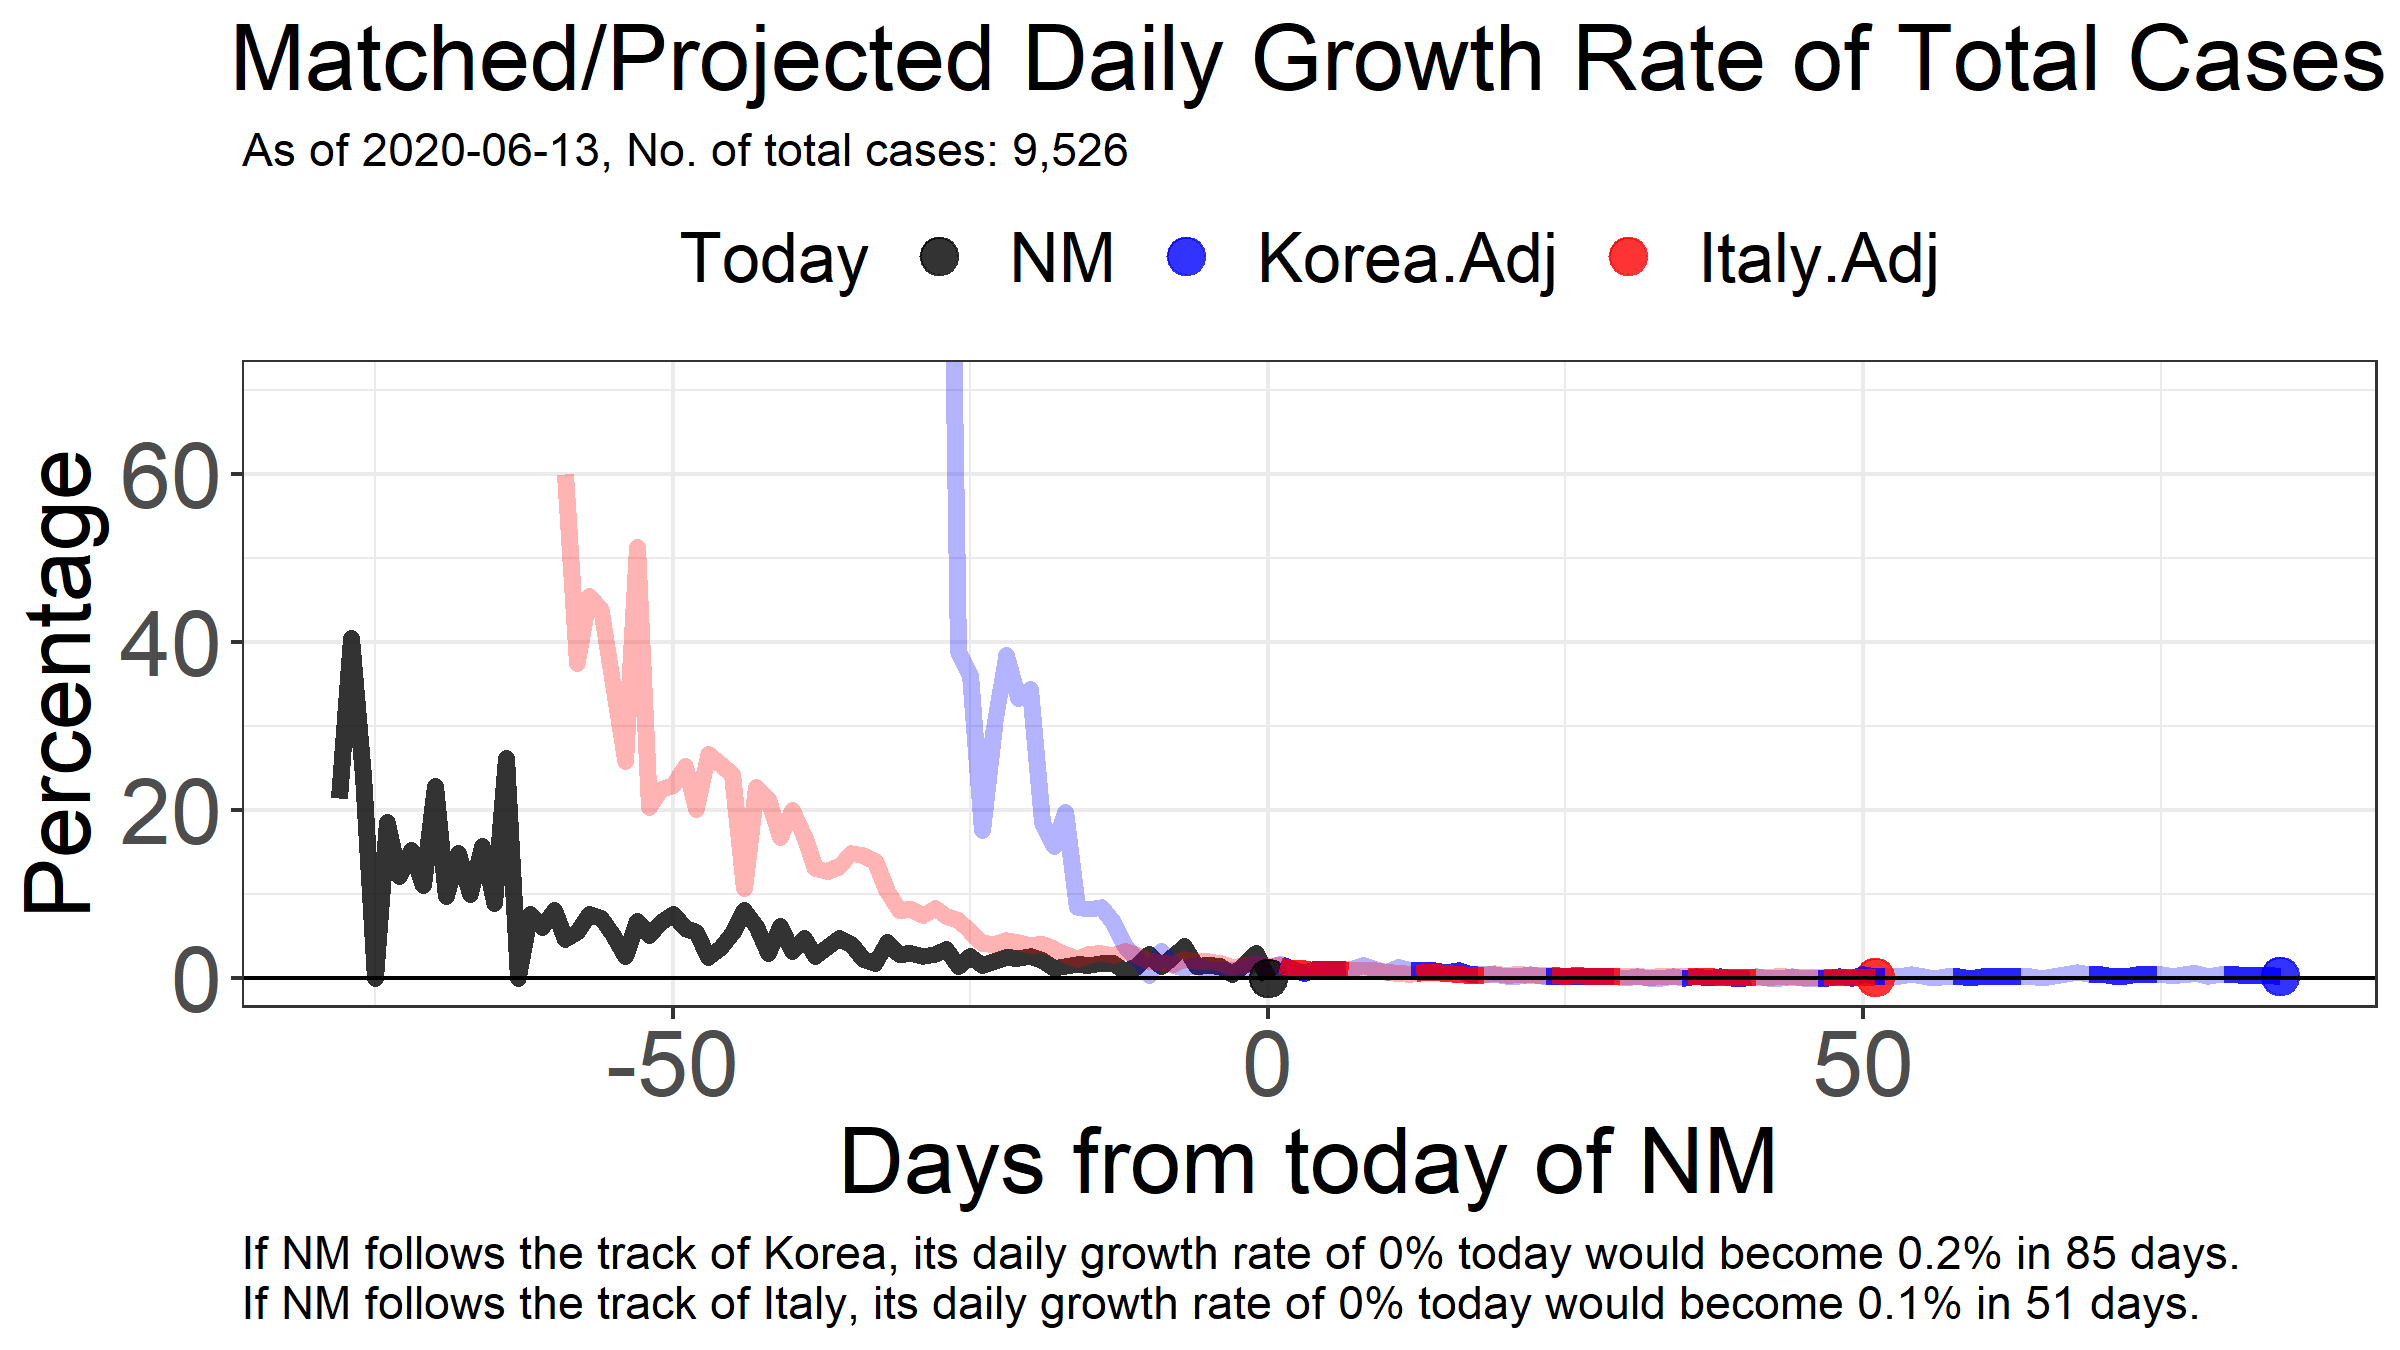 Matched/Projected Daily Growth Rate of Total Cases
As of 2020-06-13, No. of total cases: 9,526
Today NM Korea.Adj Italy.Adj
Percentage
60
40
20
0
-50 0 50
Days from today of NM
If NM follows the track of Korea, its daily growth rate of 0% today would become 0.2% in 85 days.
If NM follows the track of Italy, its daily growth rate of 0% today would become 0.1% in 51 days.